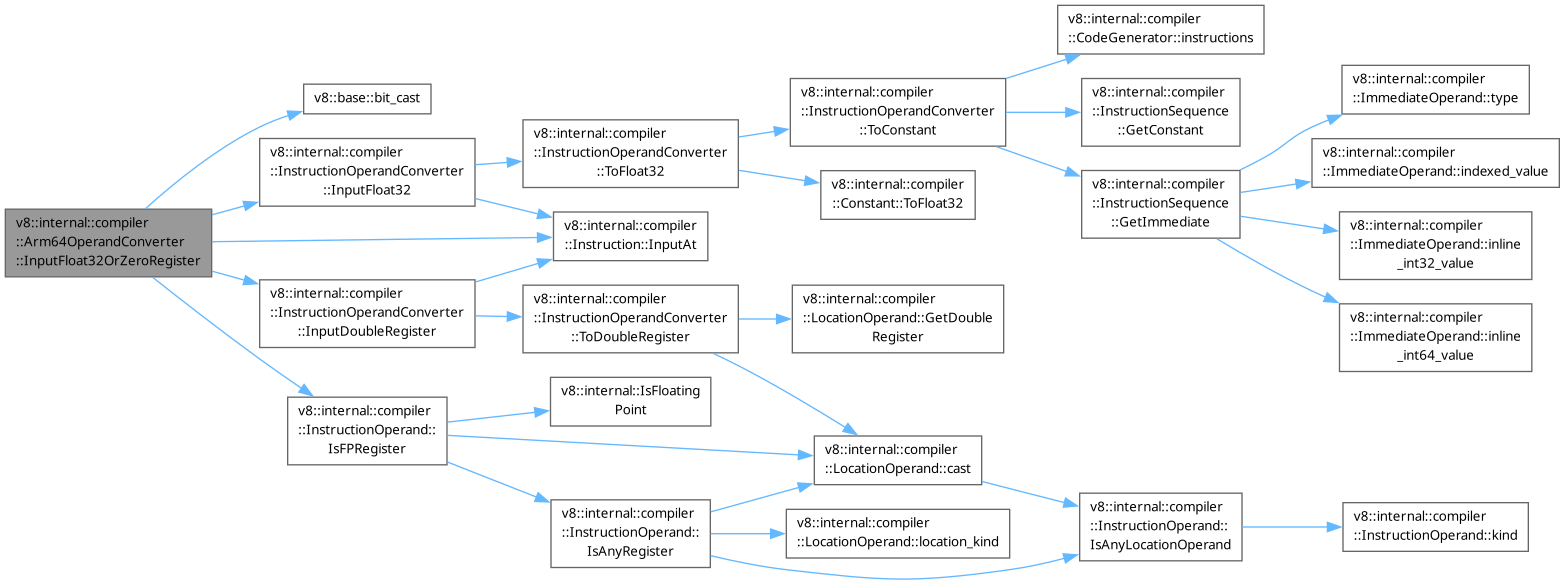 v8::internal::compiler
::Arm64OperandConverter
::InputFloat32OrZeroRegister
v8::base::bit_cast
v8::internal::compiler
::InstructionOperandConverter
::InputFloat32
v8::internal::compiler
::InstructionOperandConverter
::InputDoubleRegister
v8::internal::compiler
::InstructionOperand::
IsFPRegister
v8::internal::compiler
::InstructionOperandConverter
::ToFloat32
v8::internal::compiler
::Instruction::InputAt
v8::internal::compiler
::InstructionOperandConverter
::ToDoubleRegister
v8::internal::IsFloating
Point
v8::internal::compiler
::InstructionOperand::
IsAnyRegister
v8::internal::compiler
::InstructionOperandConverter
::ToConstant
v8::internal::compiler
::Constant::ToFloat32
v8::internal::compiler
::LocationOperand::GetDouble
Register
v8::internal::compiler
::LocationOperand::cast
v8::internal::compiler
::LocationOperand::location_kind
v8::internal::compiler
::CodeGenerator::instructions
v8::internal::compiler
::InstructionSequence
::GetConstant
v8::internal::compiler
::InstructionSequence
::GetImmediate
v8::internal::compiler
::InstructionOperand::
IsAnyLocationOperand
v8::internal::compiler
::ImmediateOperand::type
v8::internal::compiler
::ImmediateOperand::indexed_value
v8::internal::compiler
::ImmediateOperand::inline
_int32_value
v8::internal::compiler
::ImmediateOperand::inline
_int64_value
v8::internal::compiler
::InstructionOperand::kind